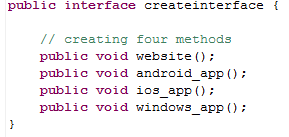 public interface createinterface {
// creating four methods
public void website();
public void android_app();
public void ios_app();
public void windows_app();
}